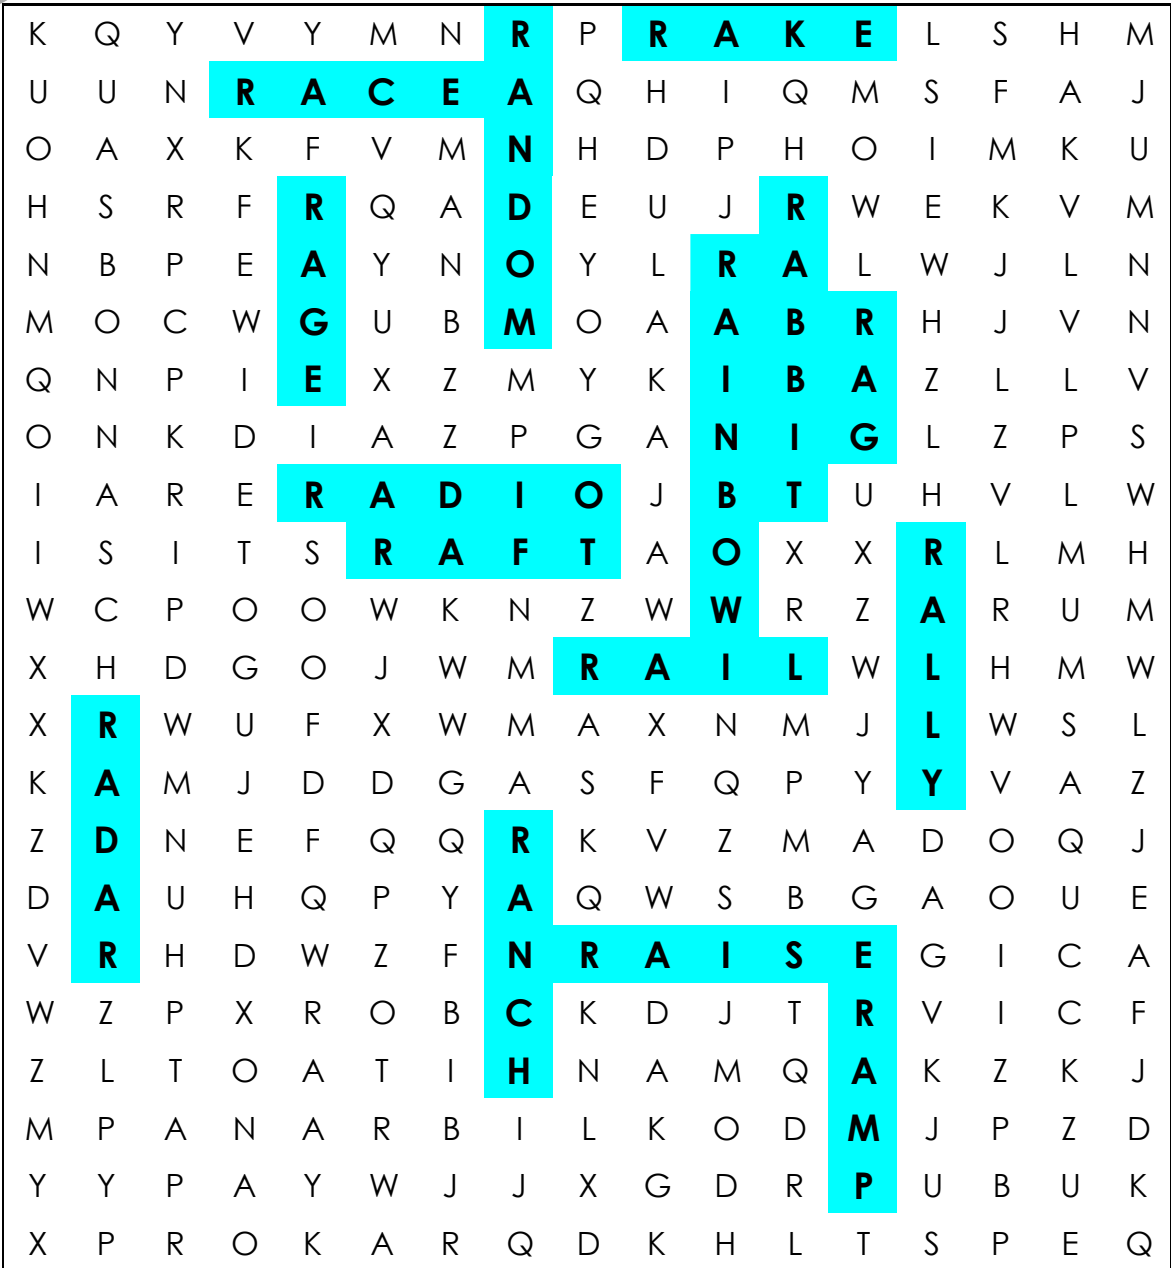 K Q Y V Y M N R P R A K E L S H M
U U N R A C E A Q H I Q M S F A J
O A X K F V M N H D P H O I M K U
H S R F R Q A D E U J R W E K V M
N B P E A Y N O Y L R A L W J L N
M O C W G U B M O A A B R H J V N
Q N P I E X Z M Y K I B A Z L L V
O N K D I A Z P G A N I G L Z P S
I A R E R A D I O J B T U H V L W
I S I T S R A F T A O X X R L M H
W C P O O W K N Z W W R Z A R U M
X H D G O J W M R A I L W L H M W
X R W U F X W M A X N M J L W S L
K A M J D D G A S F Q P Y Y V A Z
Z D N E F Q Q R K V Z M A D O Q J
D A U H Q P Y A Q W S B G A O U E
V R H D W Z F N R A I S E G I C A
W Z P X R O B C K D J T R V I C F
Z L T O A T I H N A M Q A K Z K J
M P A N A R B I L K O D M J P Z D
Y Y P A Y W J J X G D R P U B U K
X P R O K A R Q D K H L T S P E Q